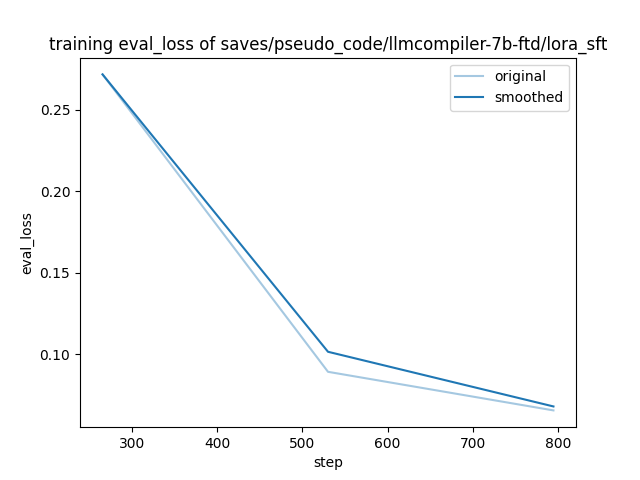 training eval_loss of saves/pseudo_code/llmcompiler-7b-ftd/lora_sft
original
smoothed
0.25
0.20
0.15
0.10
eval_loss
300 400 500 600 700 800
step